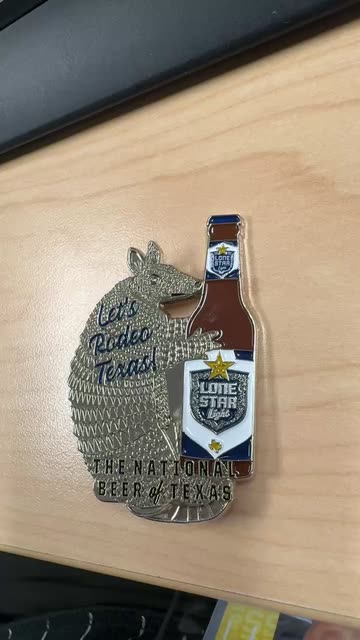 Let's
Rodeo
Texas!
LONE
STAR
Light
LONE
STAR
Light
THE NATIONAL
BEER of TEXAS